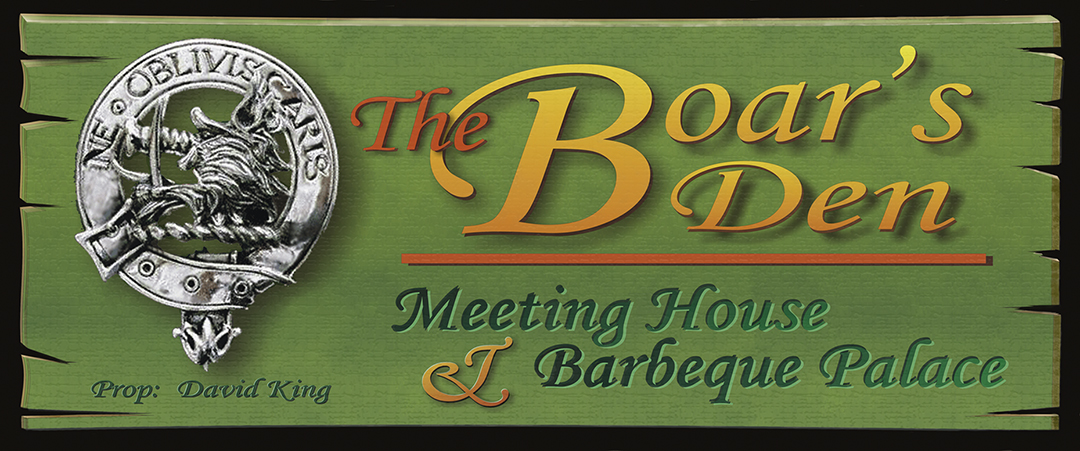 NE OBLIVISCARIS
The Boar's
Den
Meeting House
& Barbeque Palace
Prop: David King